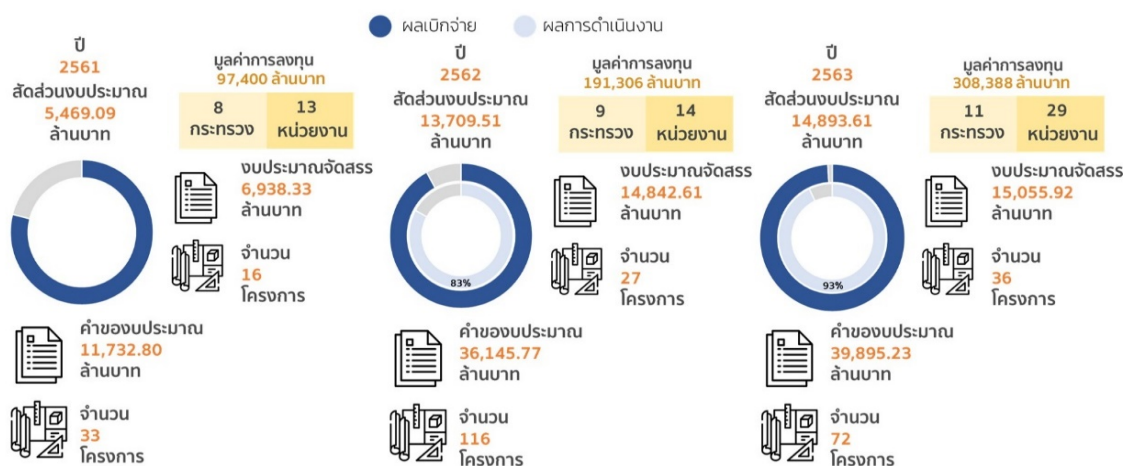 ผลเบิกจ่าย ผลการดำเนินงาน
ปี
2561
สัดส่วนงบประมาณ
5,469.09
ล้านบาท
มูลค่าการลงทุน
97,400 ล้านบาท
8
กระทรวง
13
หน่วยงาน
งบประมาณจัดสรร
6,938.33
ล้านบาท
จำนวน
16
โครงการ
คำของบประมาณ
11,732.80
ล้านบาท
จำนวน
33
โครงการ
ปี
2562
สัดส่วนงบประมาณ
13,709.51
ล้านบาท
มูลค่าการลงทุน
191,306 ล้านบาท
9
กระทรวง
14
หน่วยงาน
83%
งบประมาณจัดสรร
14,842.61
ล้านบาท
จำนวน
27
โครงการ
คำของบประมาณ
36,145.77
ล้านบาท
จำนวน
116
โครงการ
ปี
2563
สัดส่วนงบประมาณ
14,893.61
ล้านบาท
มูลค่าการลงทุน
308,388 ล้านบาท
11
กระทรวง
29
หน่วยงาน
93%
งบประมาณจัดสรร
15,055.92
ล้านบาท
จำนวน
36
โครงการ
คำของบประมาณ
39,895.23
ล้านบาท
จำนวน
72
โครงการ